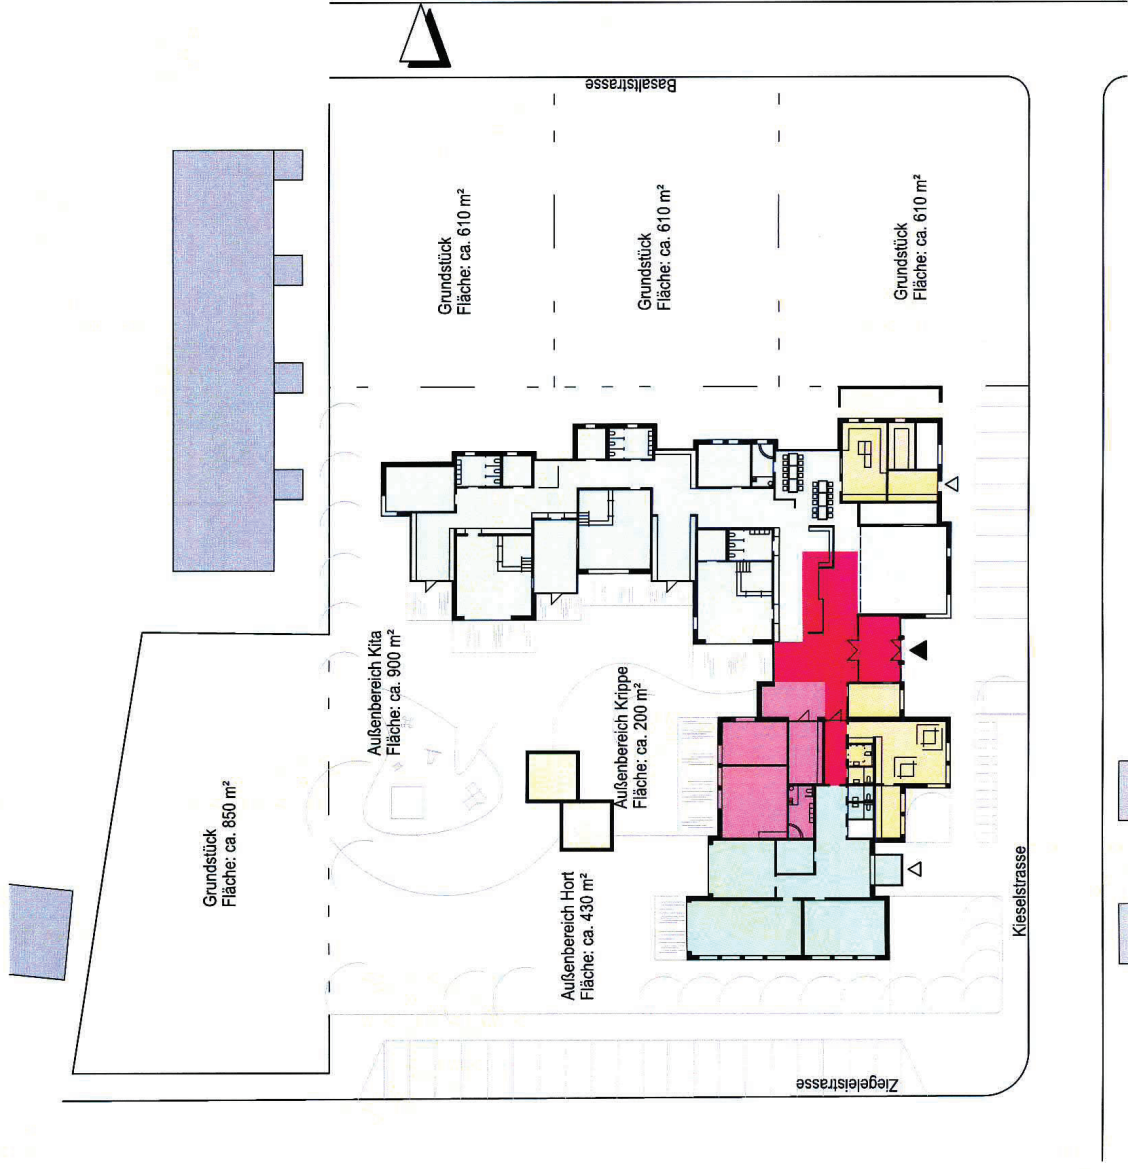 Basaltstrasse
Grundstück
Fläche: ca. 610 m²
Grundstück
Fläche: ca. 610 m²
Grundstück
Fläche: ca. 610 m²
Außenbereich Kita
Fläche: ca. 900 m²
Außenbereich Krippe
Fläche: ca. 200 m²
Grundstück
Fläche: ca. 850 m²
Außenbereich Hort
Fläche: ca. 430 m²
Kieselstrasse
Ziegeleistrasse